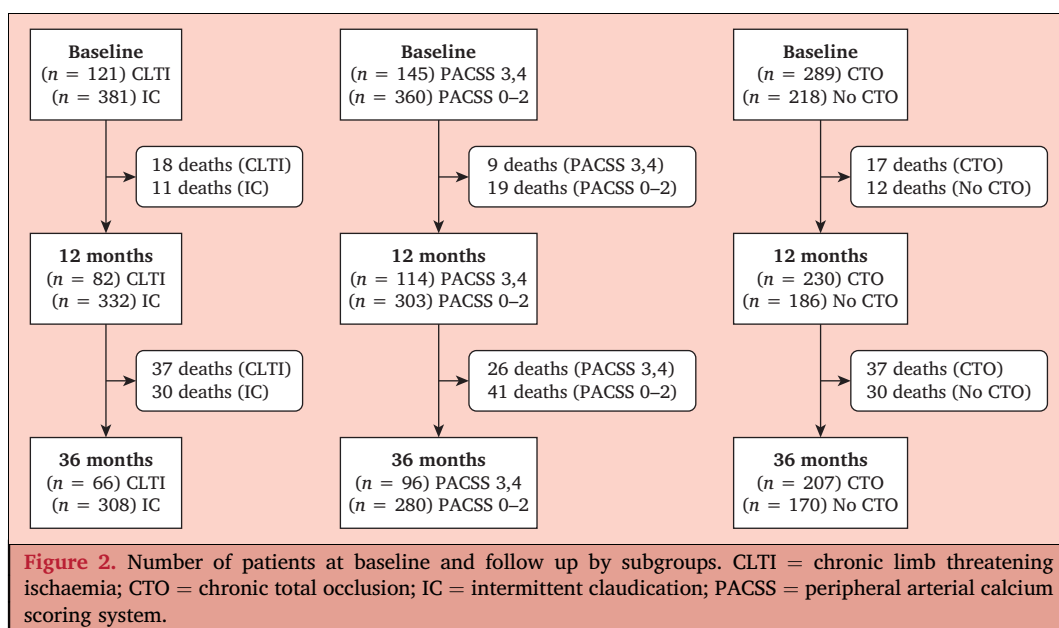 Baseline
(n = 121) CLTI
(n = 381) IC
18 deaths (CLTI)
11 deaths (IC)
12 months
(n = 82) CLTI
(n = 332) IC
37 deaths (CLTI)
30 deaths (IC)
36 months
(n = 66) CLTI
(n = 308) IC
Baseline
(n = 145) PACSS 3,4
(n = 360) PACSS 0–2
9 deaths (PACSS 3,4)
19 deaths (PACSS 0–2)
12 months
(n = 114) PACSS 3,4
(n = 303) PACSS 0–2
26 deaths (PACSS 3,4)
41 deaths (PACSS 0–2)
36 months
(n = 96) PACSS 3,4
(n = 280) PACSS 0–2
Baseline
(n = 289) CTO
(n = 218) No CTO
17 deaths (CTO)
12 deaths (No CTO)
12 months
(n = 230) CTO
(n = 186) No CTO
37 deaths (CTO)
30 deaths (No CTO)
36 months
(n = 207) CTO
(n = 170) No CTO
Figure 2. Number of patients at baseline and follow up by subgroups. CLTI = chronic limb threatening
ischaemia; CTO = chronic total occlusion; IC = intermittent claudication; PACSS = peripheral arterial calcium
scoring system.